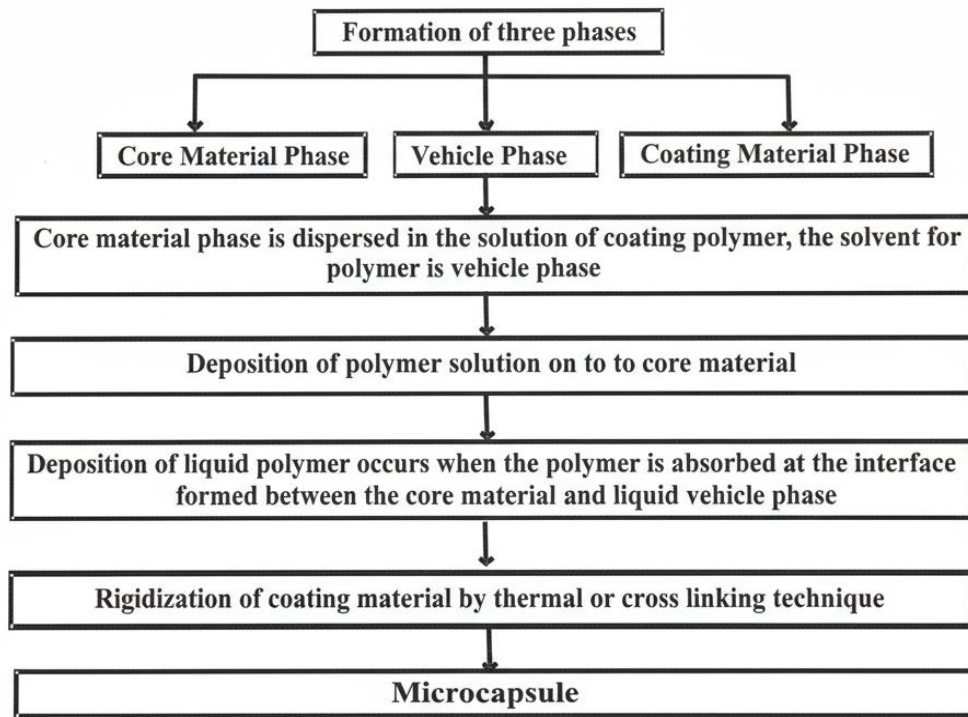 Formation of three phases
Core Material Phase
Vehicle Phase
Coating Material Phase
Core material phase is dispersed in the solution of coating polymer, the solvent for
polymer is vehicle phase
Deposition of polymer solution on to to core material
Deposition of liquid polymer occurs when the polymer is absorbed at the interface
formed between the core material and liquid vehicle phase
Rigidization of coating material by thermal or cross linking technique
Microcapsule